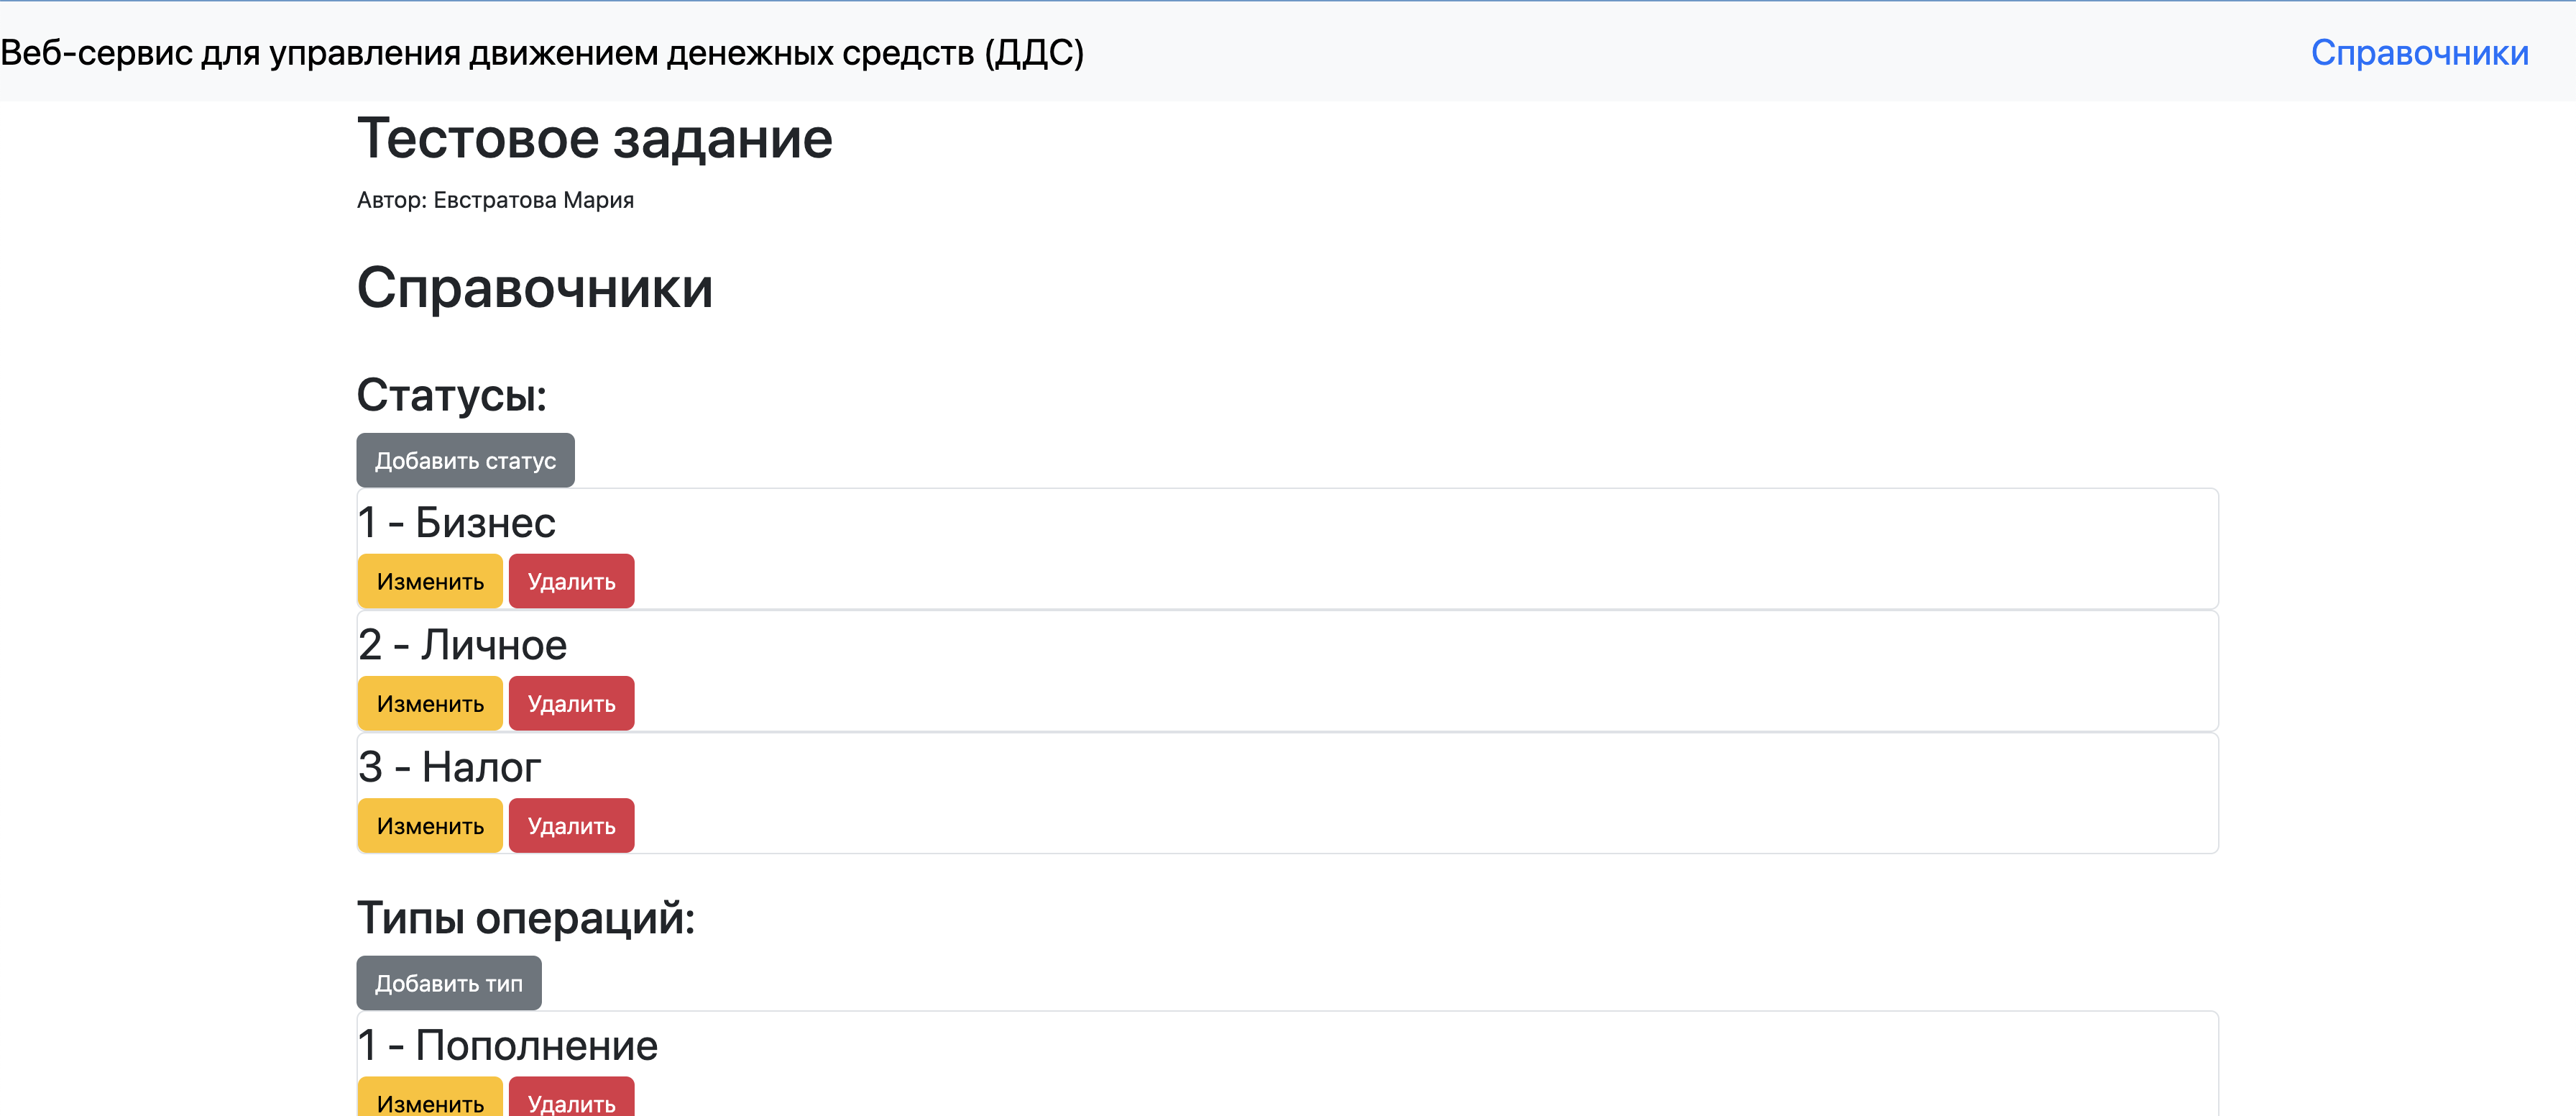 Веб-сервис для управления движением денежных средств (ДДС) Справочники
Тестовое задание
Автор: Евстратова Мария
Справочники
Статусы:
Добавить статус
1 - Бизнес
Изменить Удалить
2 - Личное
Изменить Удалить
3 - Налог
Изменить Удалить
Типы операций:
Добавить тип
1 - Пополнение
Изменить Удалить